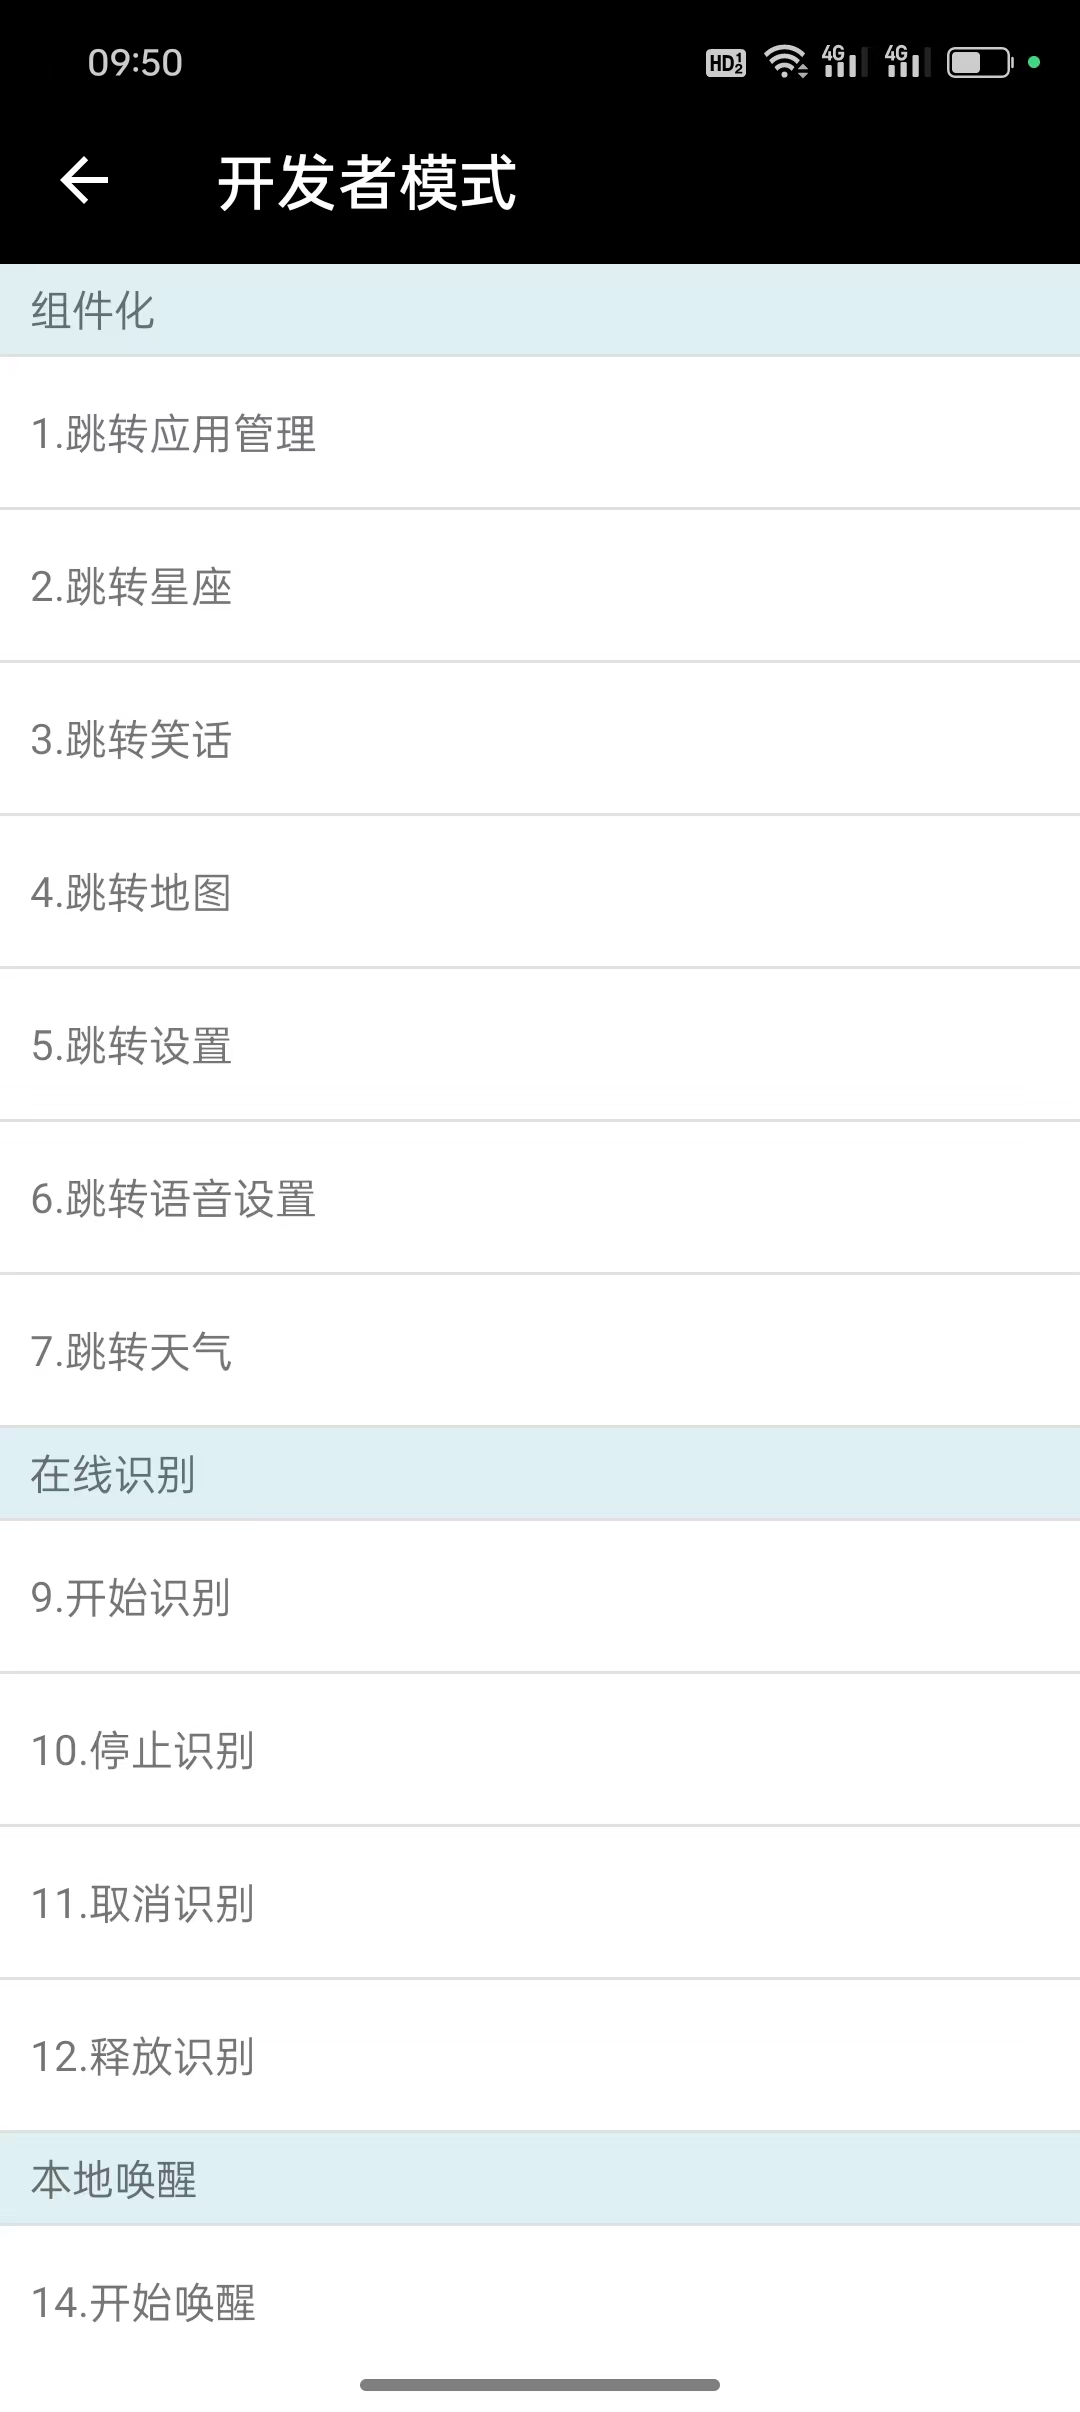 09:50
HD 1 2 4G 4G
开发者模式
组件化
1.跳转应用管理
2.跳转星座
3.跳转笑话
4.跳转地图
5.跳转设置
6.跳转语音设置
7.跳转天气
在线识别
9.开始识别
10.停止识别
11.取消识别
12.释放识别
本地唤醒
14.开始唤醒